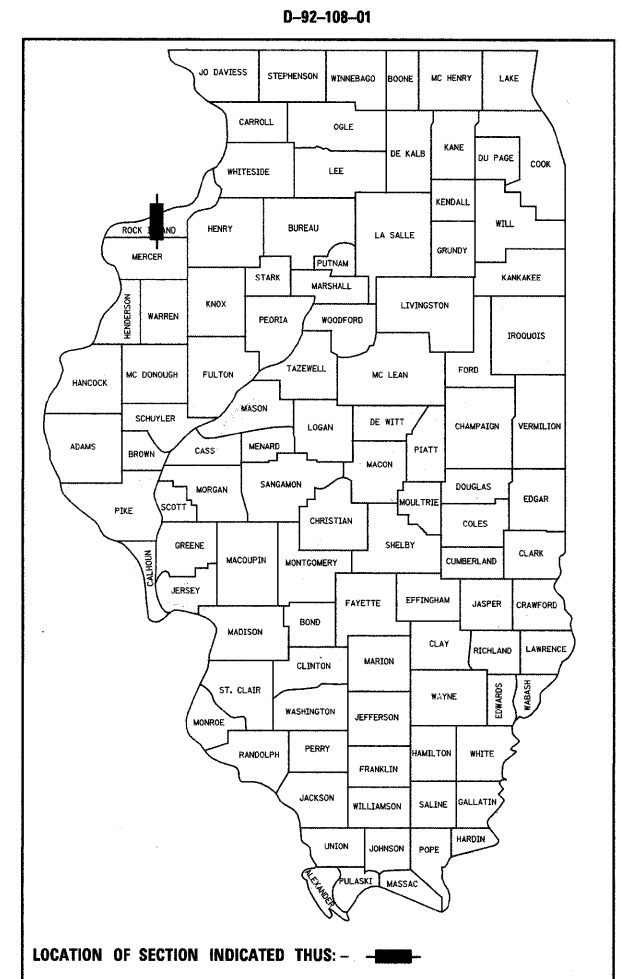 D-92-108-01
JO DAVIESS
STEPHENSON
WINNEBAGO
BOONE
MC HENRY
LAKE
CARROLL
OGLE
DE KALB
KANE
DU PAGE
COOK
WHITESIDE
LEE
KENDALL
WILL
ROCK ISLAND
HENRY
BUREAU
LA SALLE
GRUNDY
MERCER
PUTNAM
KANKAKEE
STARK
MARSHALL
HENDERSON
WARREN
KNOX
PEORIA
WOODFORD
LIVINGSTON
IROQUOIS
HANCOCK
MC DONOUGH
FULTON
TAZEWELL
MC LEAN
FORD
MASON
SCHUYLER
LOGAN
DE WITT
CHAMPAIGN
VERMILION
ADAMS
BROWN
CASS
MENARD
MACON
PIATT
MORGAN
SANGAMON
DOUGLAS
EDGAR
PIKE
SCOTT
CHRISTIAN
MOULTRIE
COLES
GREENE
MACOUPIN
SHELBY
CALHOUN
MONTGOMERY
CUMBERLAND
CLARK
JERSEY
FAYETTE
EFFINGHAM
JASPER
CRAWFORD
MADISON
BOND
CLAY
RICHLAND
LAWRENCE
CLINTON
MARION
ST. CLAIR
WAYNE
EDWARDS
WABASH
WASHINGTON
JEFFERSON
MONROE
RANDOLPH
PERRY
HAMILTON
WHITE
FRANKLIN
JACKSON
WILLIAMSON
SALINE
GALLATIN
UNION
JOHNSON
POPE
HARDIN
ALEXANDER
PULASKI
MASSAC
LOCATION OF SECTION INDICATED THUS: -